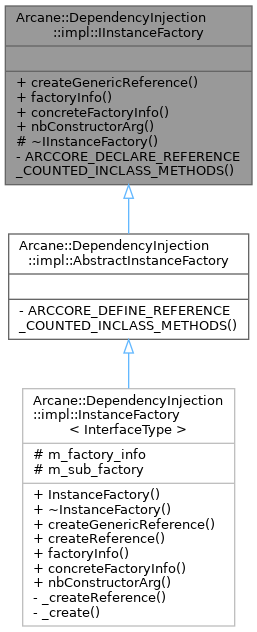 Arcane::DependencyInjection
::impl::IInstanceFactory
+ createGenericReference()
+ factoryInfo()
+ concreteFactoryInfo()
+ nbConstructorArg()
# ~IInstanceFactory()
- ARCCORE_DECLARE_REFERENCE
_COUNTED_INCLASS_METHODS()
Arcane::DependencyInjection
::impl::AbstractInstanceFactory
- ARCCORE_DEFINE_REFERENCE
_COUNTED_INCLASS_METHODS()
Arcane::DependencyInjection
::impl::InstanceFactory
< InterfaceType >
# m_factory_info
# m_sub_factory
+ InstanceFactory()
+ ~InstanceFactory()
+ createGenericReference()
+ createReference()
+ factoryInfo()
+ concreteFactoryInfo()
+ nbConstructorArg()
- _createReference()
- _create()